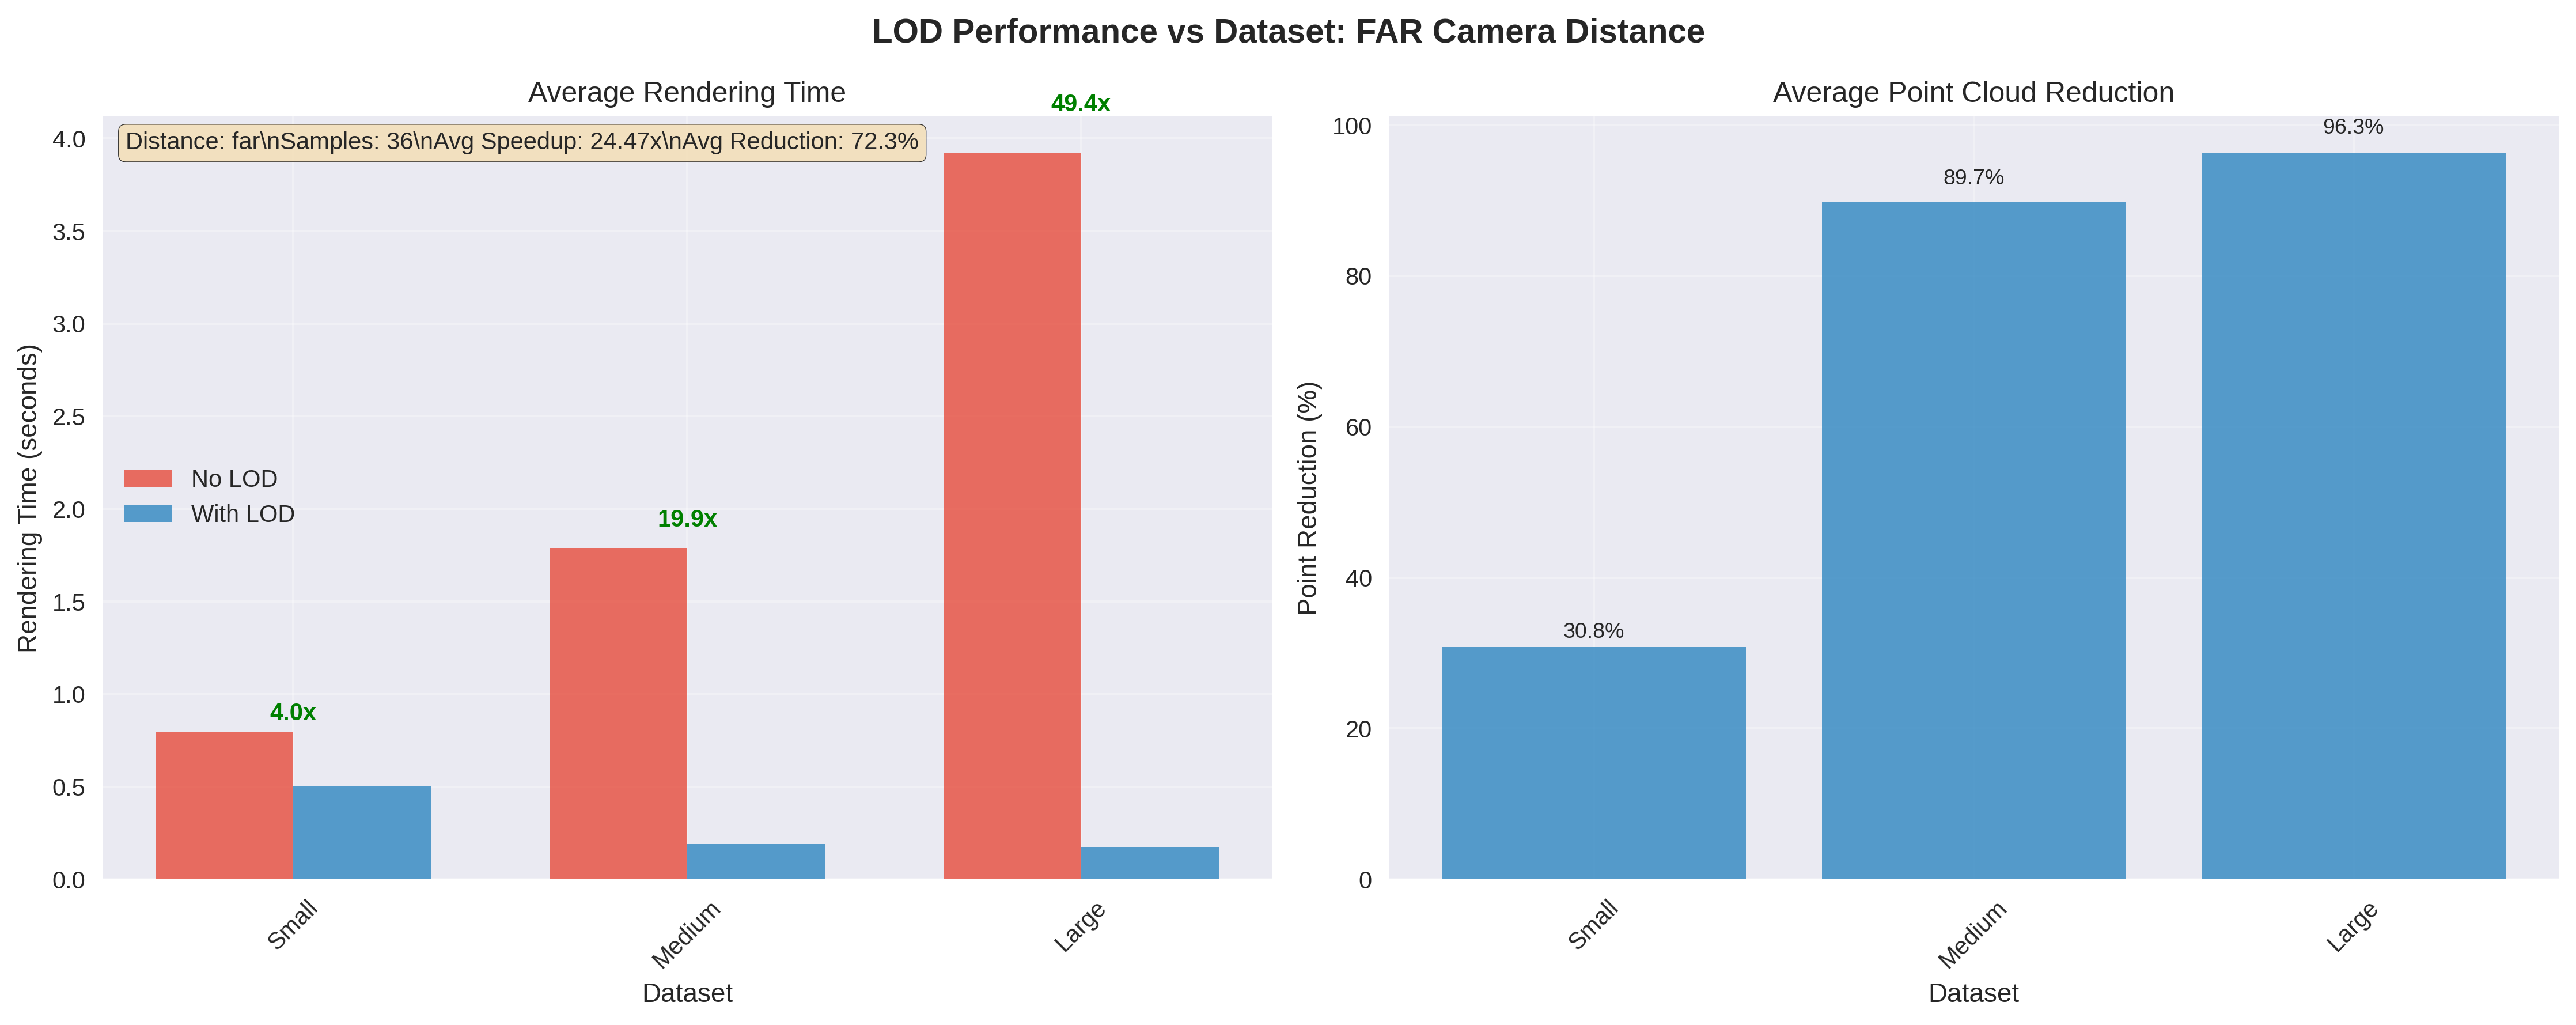 LOD Performance vs Dataset: FAR Camera Distance
Average Rendering Time
49.4x
Distance: far\nSamples: 36\nAvg Speedup: 24.47x\nAvg Reduction: 72.3%
4.0
3.5
3.0
2.5
2.0
1.5
1.0
0.5
0.0
Rendering Time (seconds)
No LOD
With LOD
19.9x
4.0x
Small
Medium
Large
Dataset
Average Point Cloud Reduction
100
80
60
40
20
0
Point Reduction (%)
96.3%
89.7%
30.8%
Small
Medium
Large
Dataset